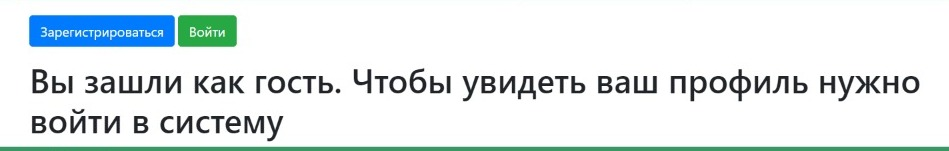 Зарегистрироваться Войти
Вы зашли как гость. Чтобы увидеть ваш профиль нужно
войти в систему